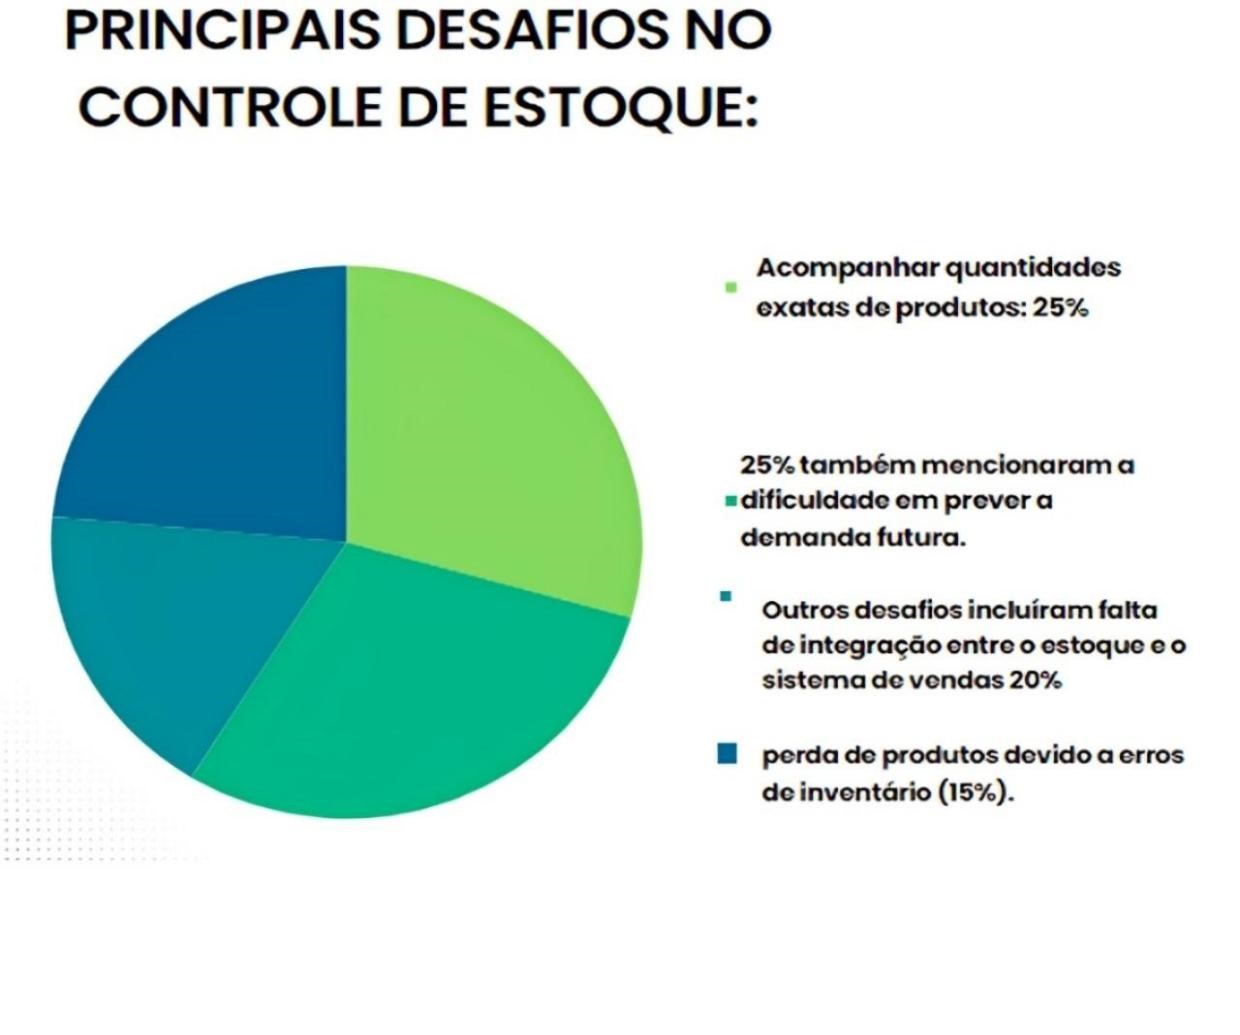 PRINCIPAIS DESAFIOS NO
CONTROLE DE ESTOQUE:
Acompanhar quantidades
exatas de produtos: 25%
25% também mencionaram a
dificuldade em prever a
demanda futura.
Outros desafios incluíram falta
de integração entre o estoque e o
sistema de vendas 20%
perda de produtos devido a erros
de inventário (15%).